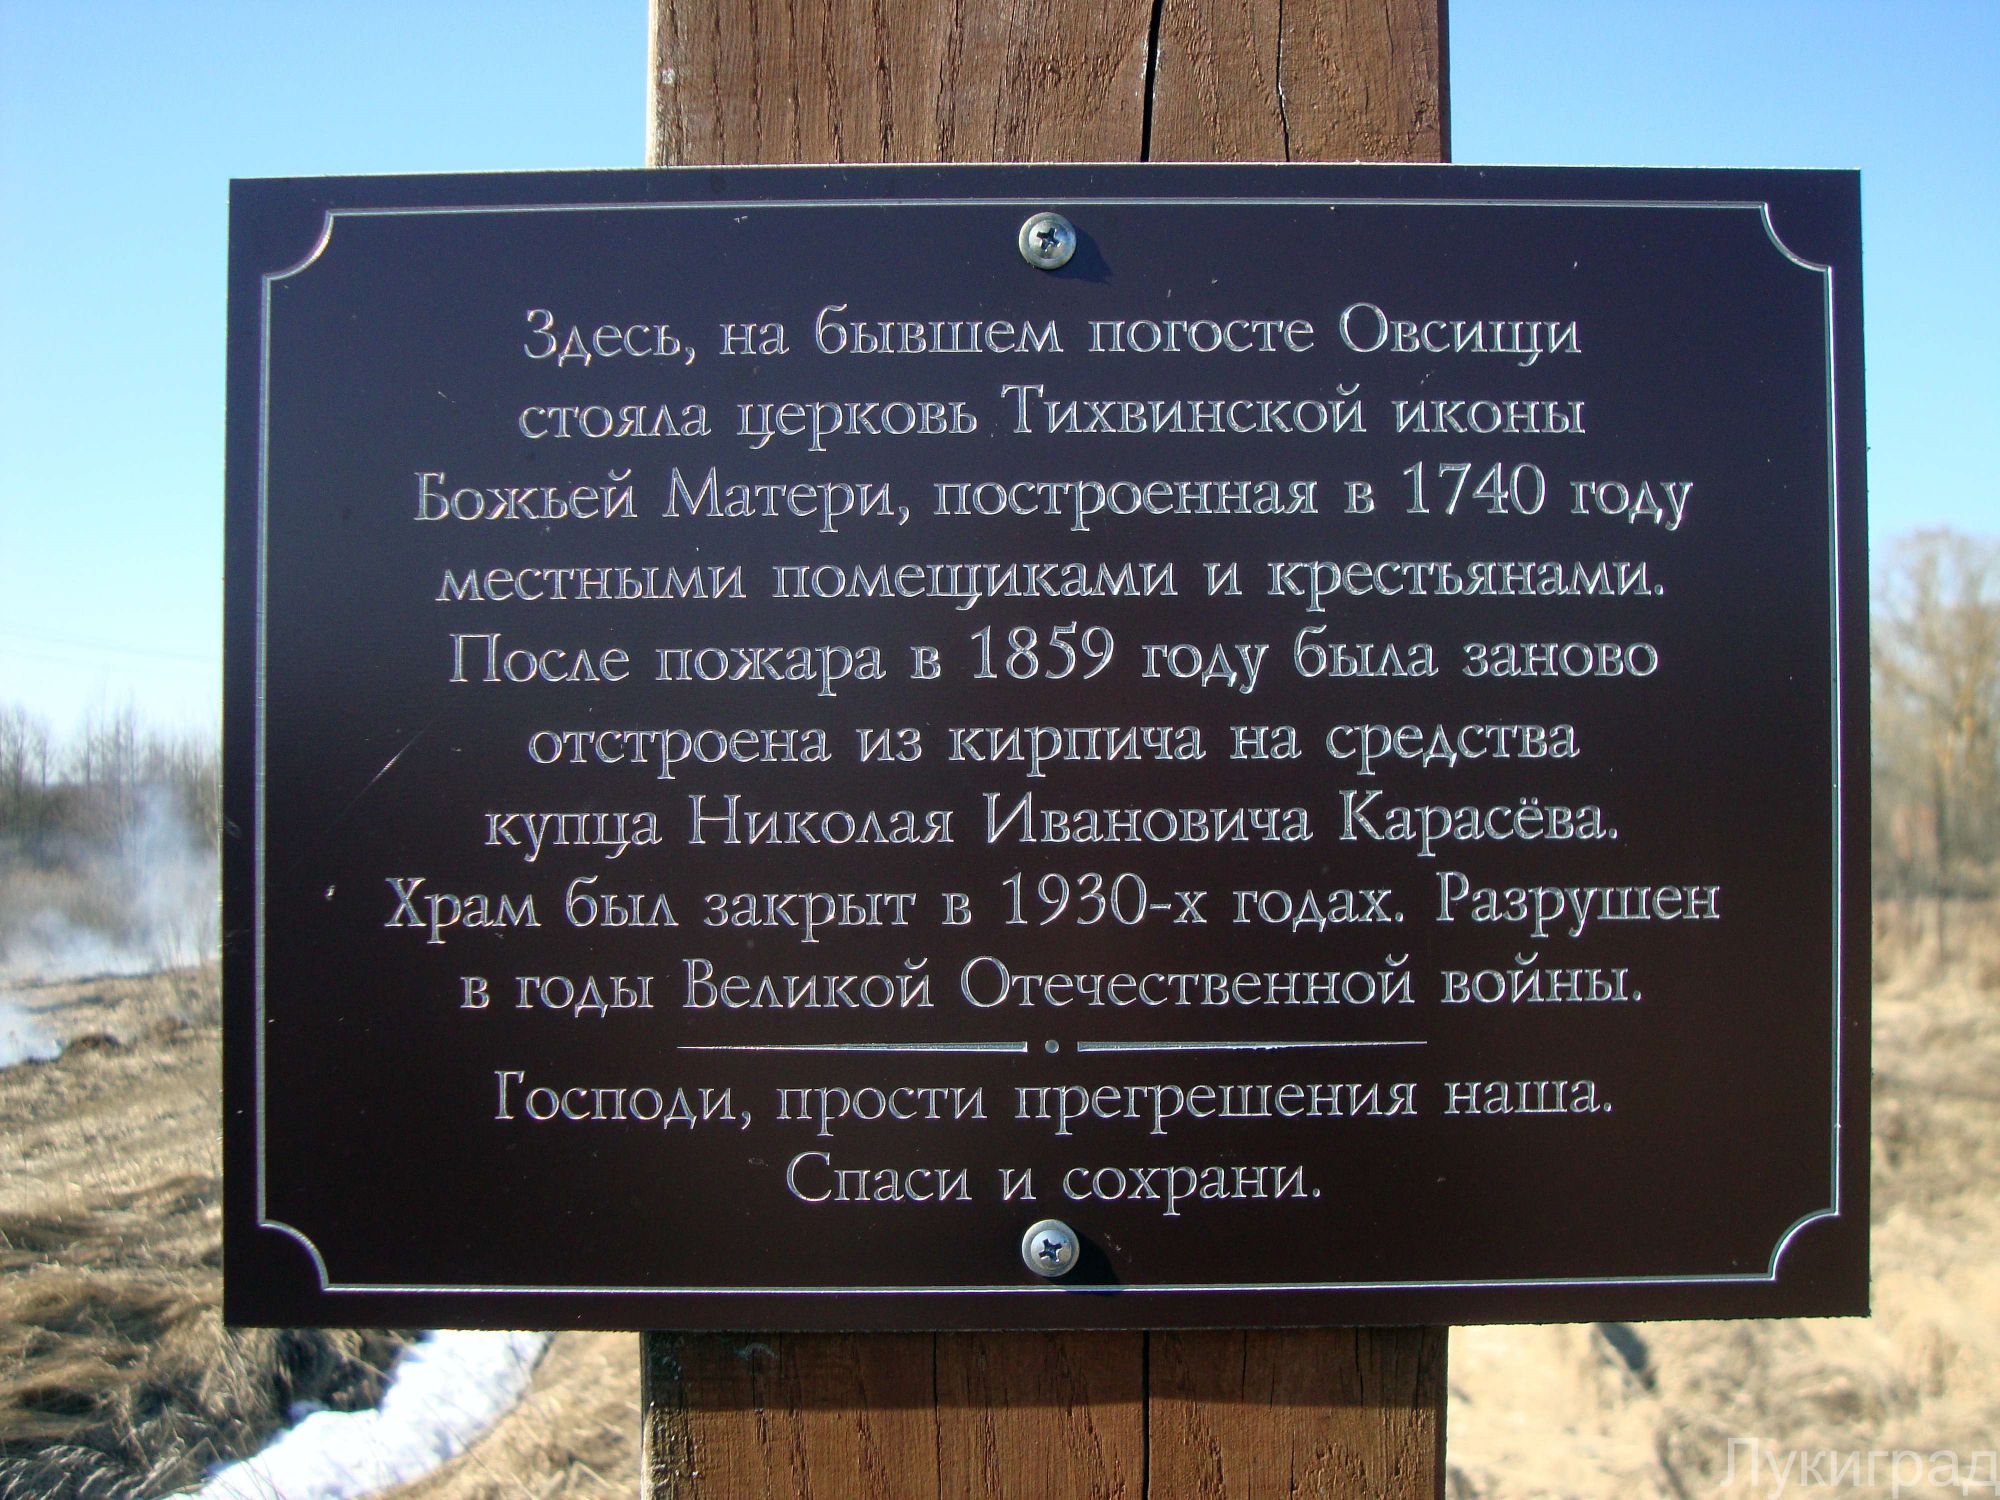 Здесь, на бывшем погосте Овсищи
стояла церковь Тихвинской иконы
Божьей Матери, построенная в 1740 году
местными помещиками и крестьянами.
После пожара в 1859 году была заново
отстроена из кирпича на средства
купца Николая Ивановича Карасёва.
Храм был закрыт в 1930-х годах. Разрушен
в годы Великой Отечественной войны.
Господи, прости прегрешения наша.
Спаси и сохрани.
Лукиград